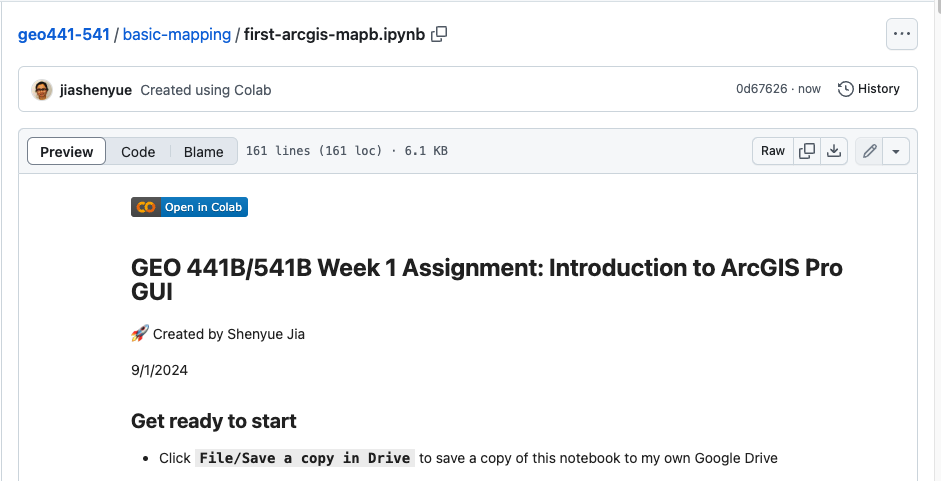 geo441-541 / basic-mapping / first-arcgis-mapb.ipynb
jiashenyue Created using Colab 0d67626 · now History
Preview Code Blame 161 lines (161 loc) · 6.1 KB Raw
Open in Colab
GEO 441B/541B Week 1 Assignment: Introduction to ArcGIS Pro
GUI
🚀 Created by Shenyue Jia
9/1/2024
Get ready to start
• Click File/Save a copy in Drive to save a copy of this notebook to my own Google Drive